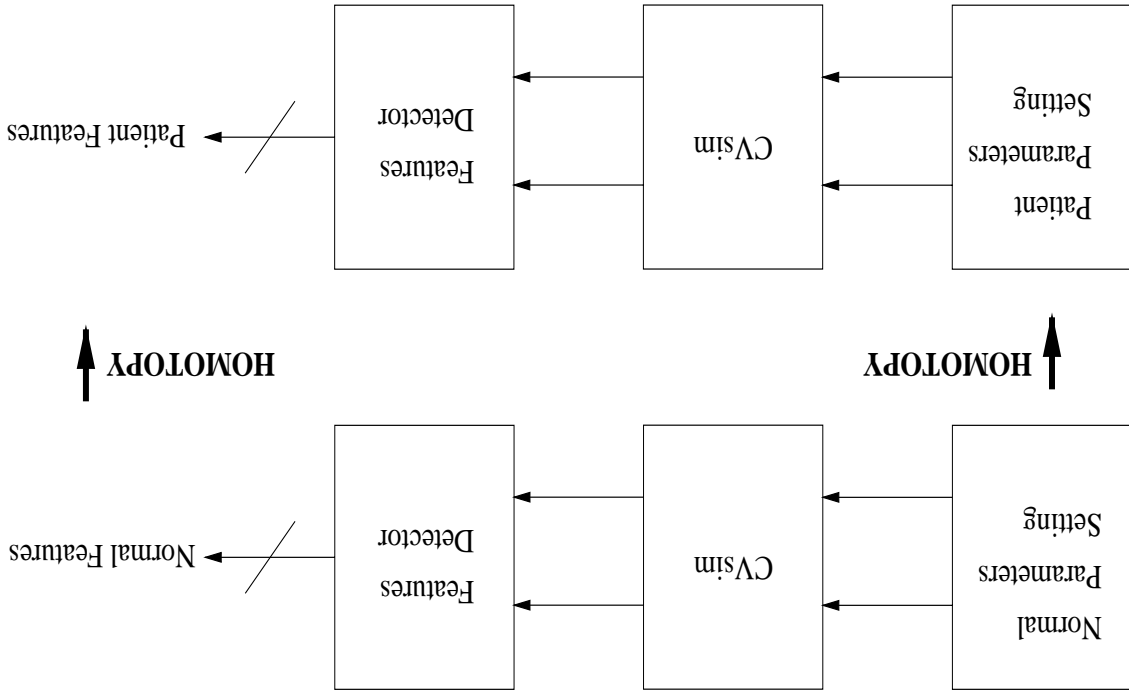 Normal
Parameters
Setting
CVsim
Features
Detector
Normal Features
HOMOTOPY
HOMOTOPY
Patient
Parameters
Setting
CVsim
Features
Detector
Patient Features